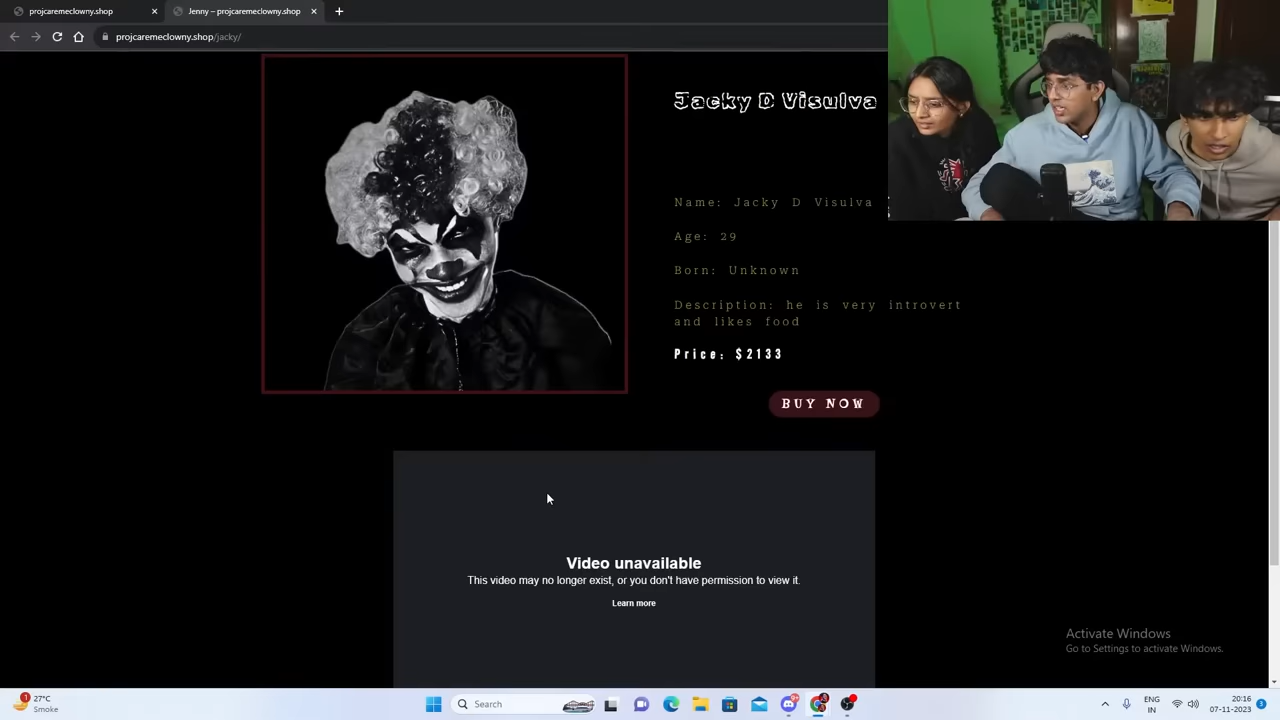 projcaremeclowny.shop
Jenny – projcaremeclowny.shop
projcaremeclowny.shop/jacky/
Jacky D Visulva
Name: Jacky D Visulva
Age: 29
Born: Unknown
Description: he is very introvert
and likes food
Price: $2133
BUY NOW
Video unavailable
This video may no longer exist, or you don't have permission to view it.
Learn more
Activate Windows
Go to Settings to activate Windows.
1
27°C
Smoke
Search
9+
ENG
IN
20:16
07-11-2023
3